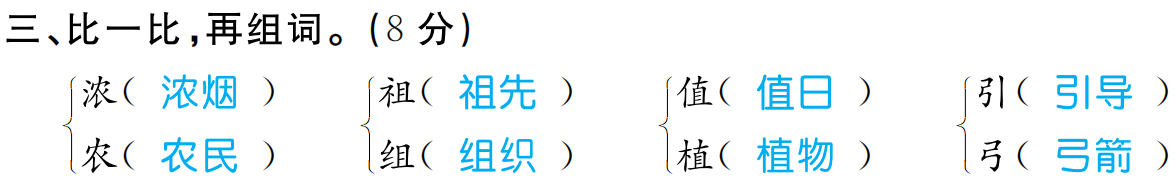 三、比一比,再组词。(8 分)
浓( 浓烟 ) 祖( 祖先 ) 值( 值日 ) 引( 引导 )
农( 农民 ) 组( 组织 ) 植( 植物 ) 弓( 弓箭 )